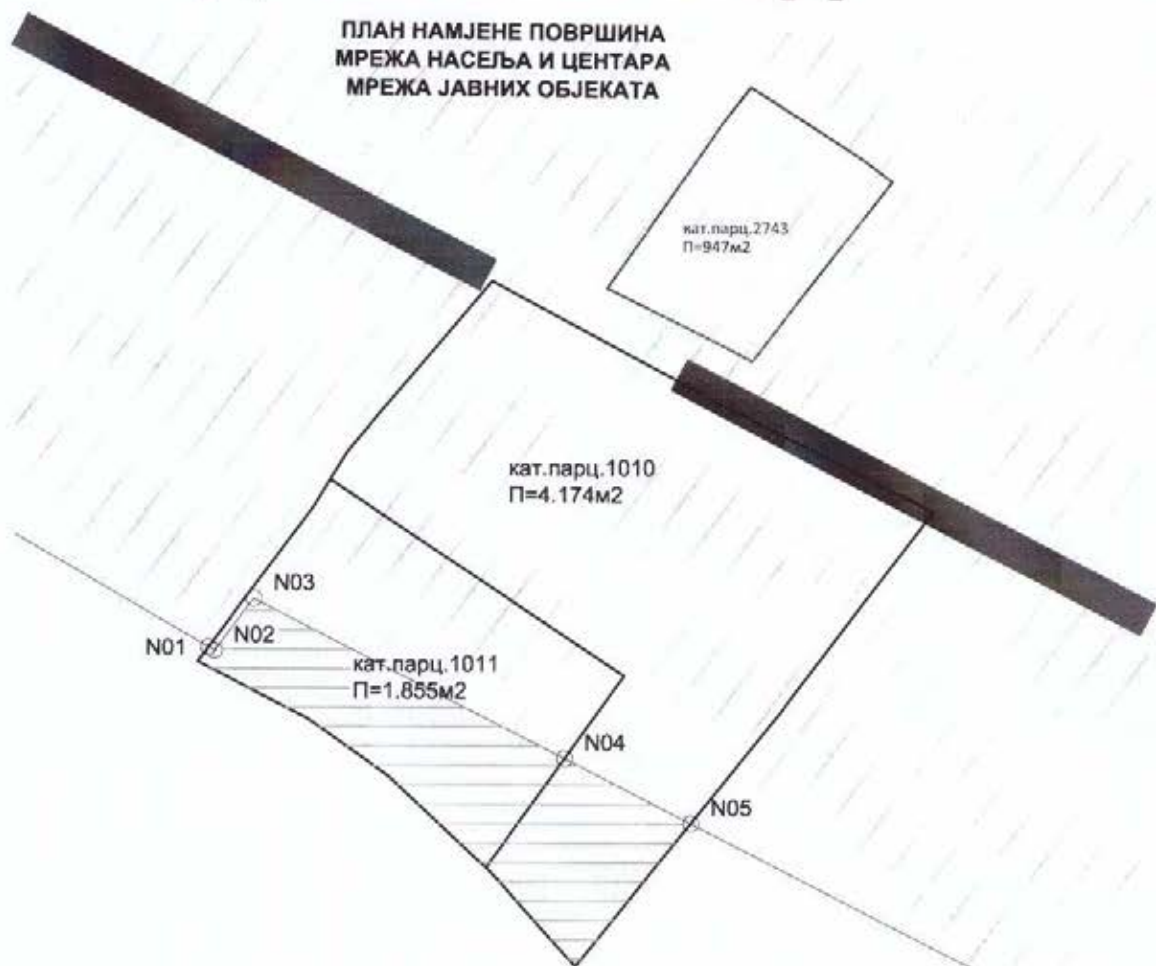 ПЛАН НАМЈЕНЕ ПОВРШИНА
МРЕЖА НАСЕЉА И ЦЕНТАРА
МРЕЖА ЈАВНИХ ОБЈЕКАТА
кат.парц.2743
П=947м2
кат.парц.1010
П=4.174м2
N03
N01
N02
кат.парц.1011
П=1.855м2
N04
N05